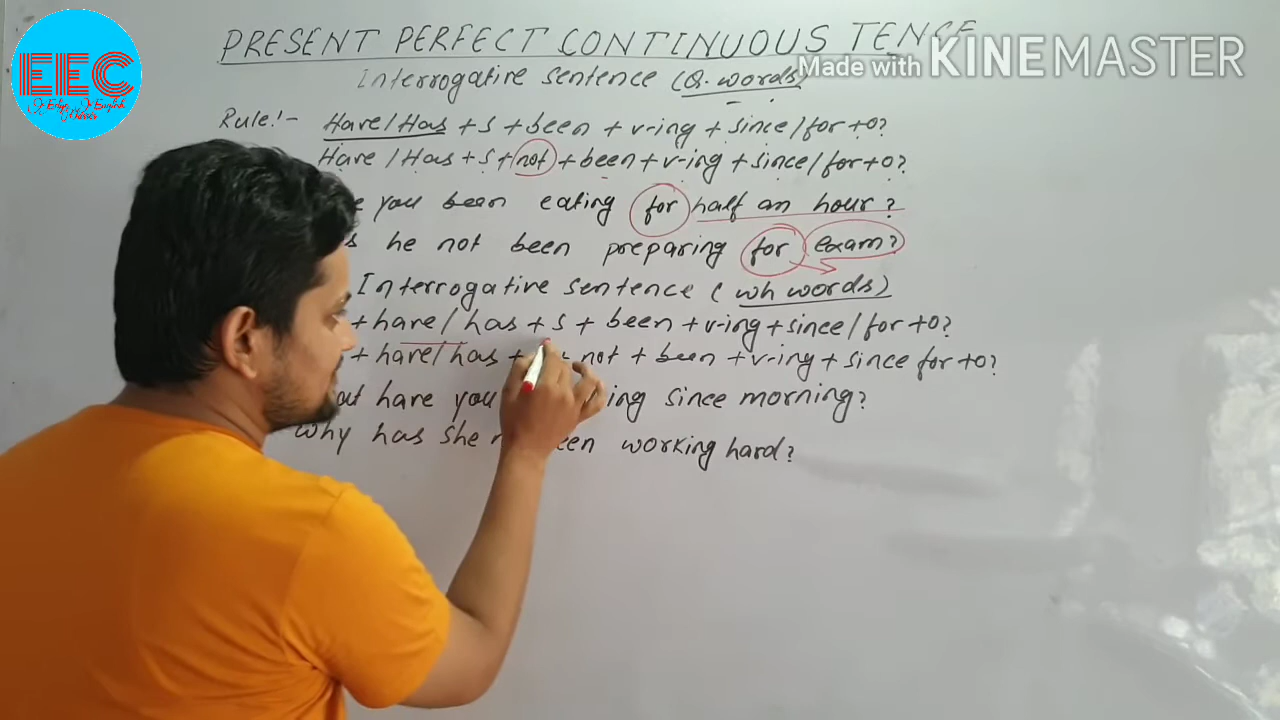 EEC
PRESENT PERFECT CONTINUOUS TENCE
Made with KINEMASTER
Interrogative sentence (Q. words)
Rule:- Have/Has + S + been + v-ing + since/for + O?
Have/Has + S + not + been + v-ing + since/for + O?
you been eating for half an hour?
he not been preparing for exam?
Interrogative sentence (wh words)
+ have/has + S + been + v-ing + since/for + O?
+ have/has + + not + been + v-ing + since for + O?
have you since morning?
why has she working hard?